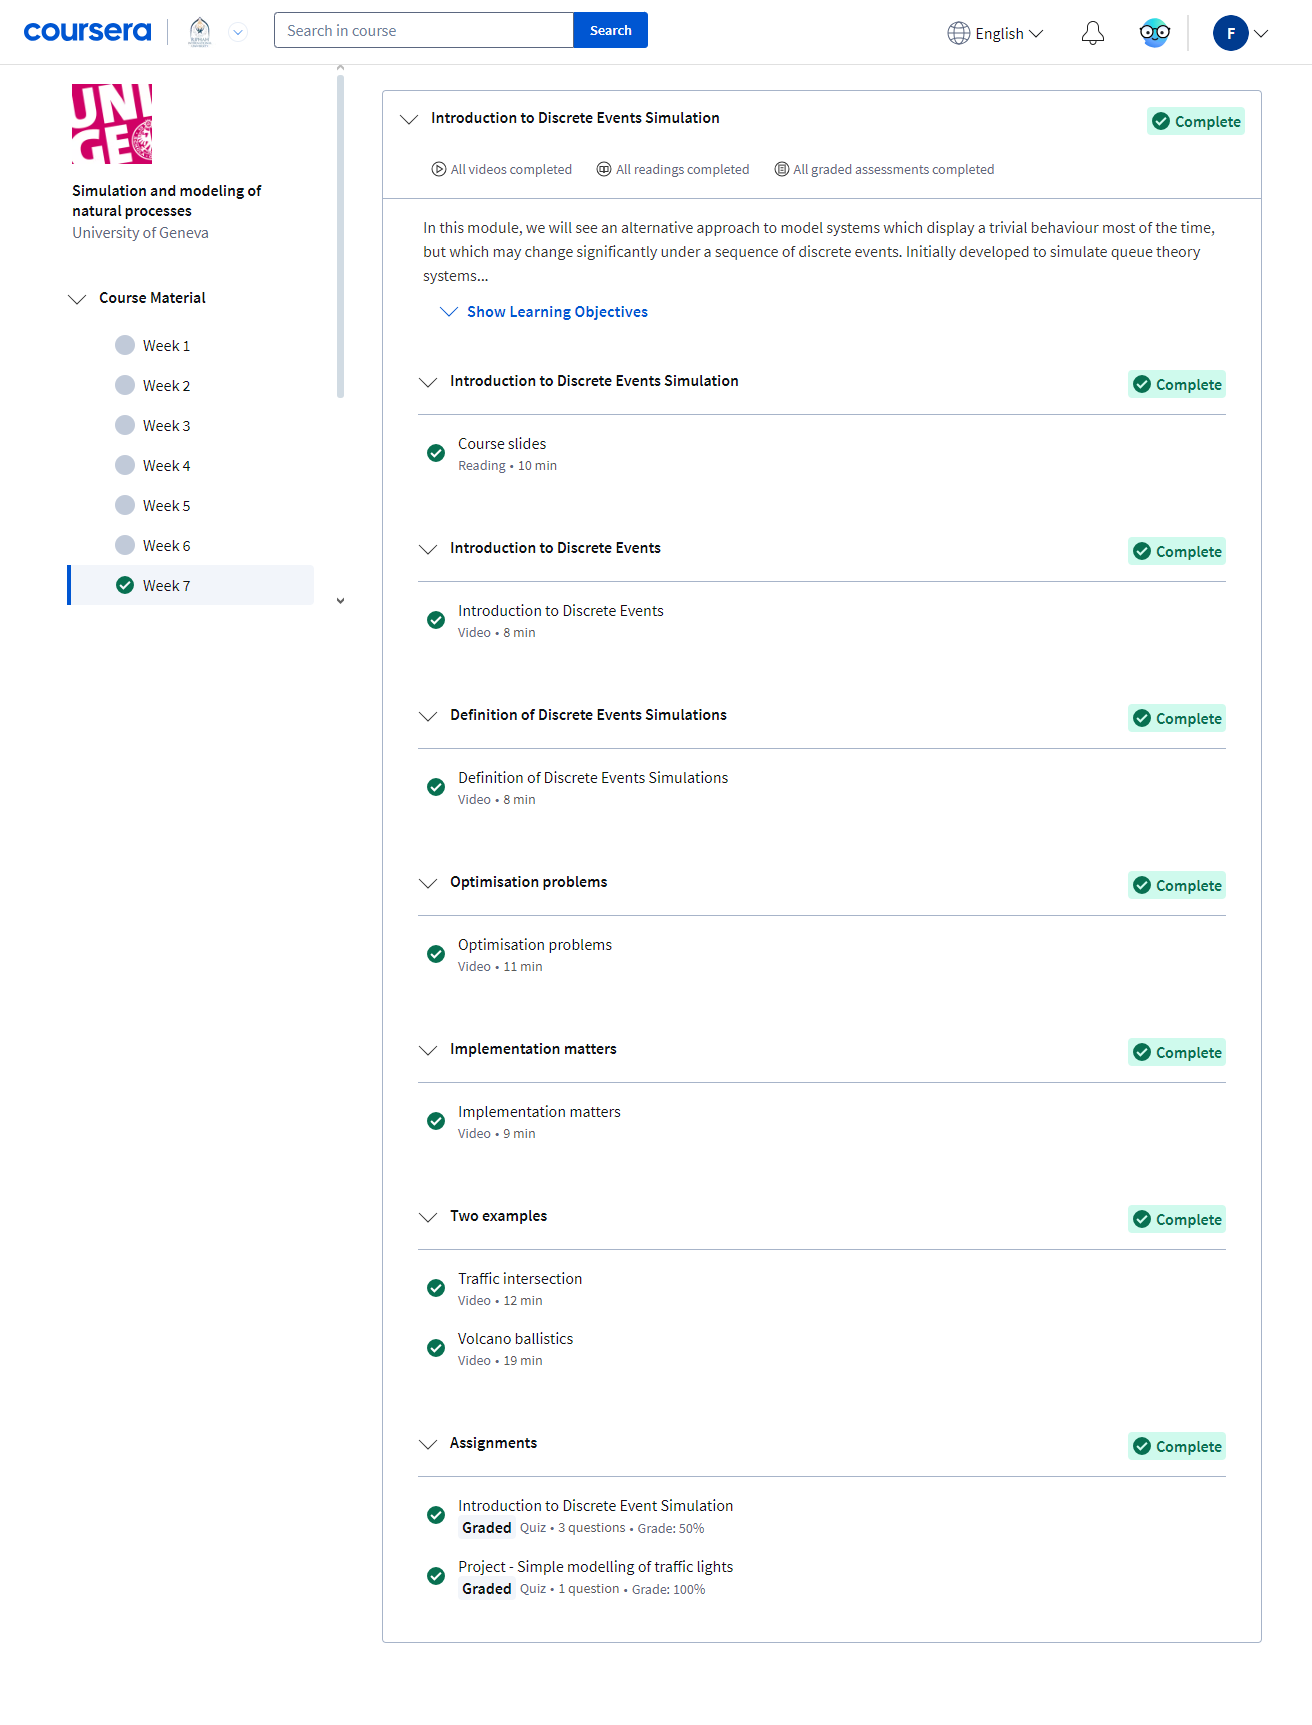 coursera
Search in course
Search
English
F
UNI
GE
Simulation and modeling of
natural processes
University of Geneva
Course Material
Week 1
Week 2
Week 3
Week 4
Week 5
Week 6
Week 7
Introduction to Discrete Events Simulation
Complete
All videos completed
All readings completed
All graded assessments completed
In this module, we will see an alternative approach to model systems which display a trivial behaviour most of the time,
but which may change significantly under a sequence of discrete events. Initially developed to simulate queue theory
systems...
Show Learning Objectives
Introduction to Discrete Events Simulation
Complete
Course slides
Reading • 10 min
Introduction to Discrete Events
Complete
Introduction to Discrete Events
Video • 8 min
Definition of Discrete Events Simulations
Complete
Definition of Discrete Events Simulations
Video • 8 min
Optimisation problems
Complete
Optimisation problems
Video • 11 min
Implementation matters
Complete
Implementation matters
Video • 9 min
Two examples
Complete
Traffic intersection
Video • 12 min
Volcano ballistics
Video • 19 min
Assignments
Complete
Introduction to Discrete Event Simulation
Graded Quiz • 3 questions • Grade: 50%
Project - Simple modelling of traffic lights
Graded Quiz • 1 question • Grade: 100%